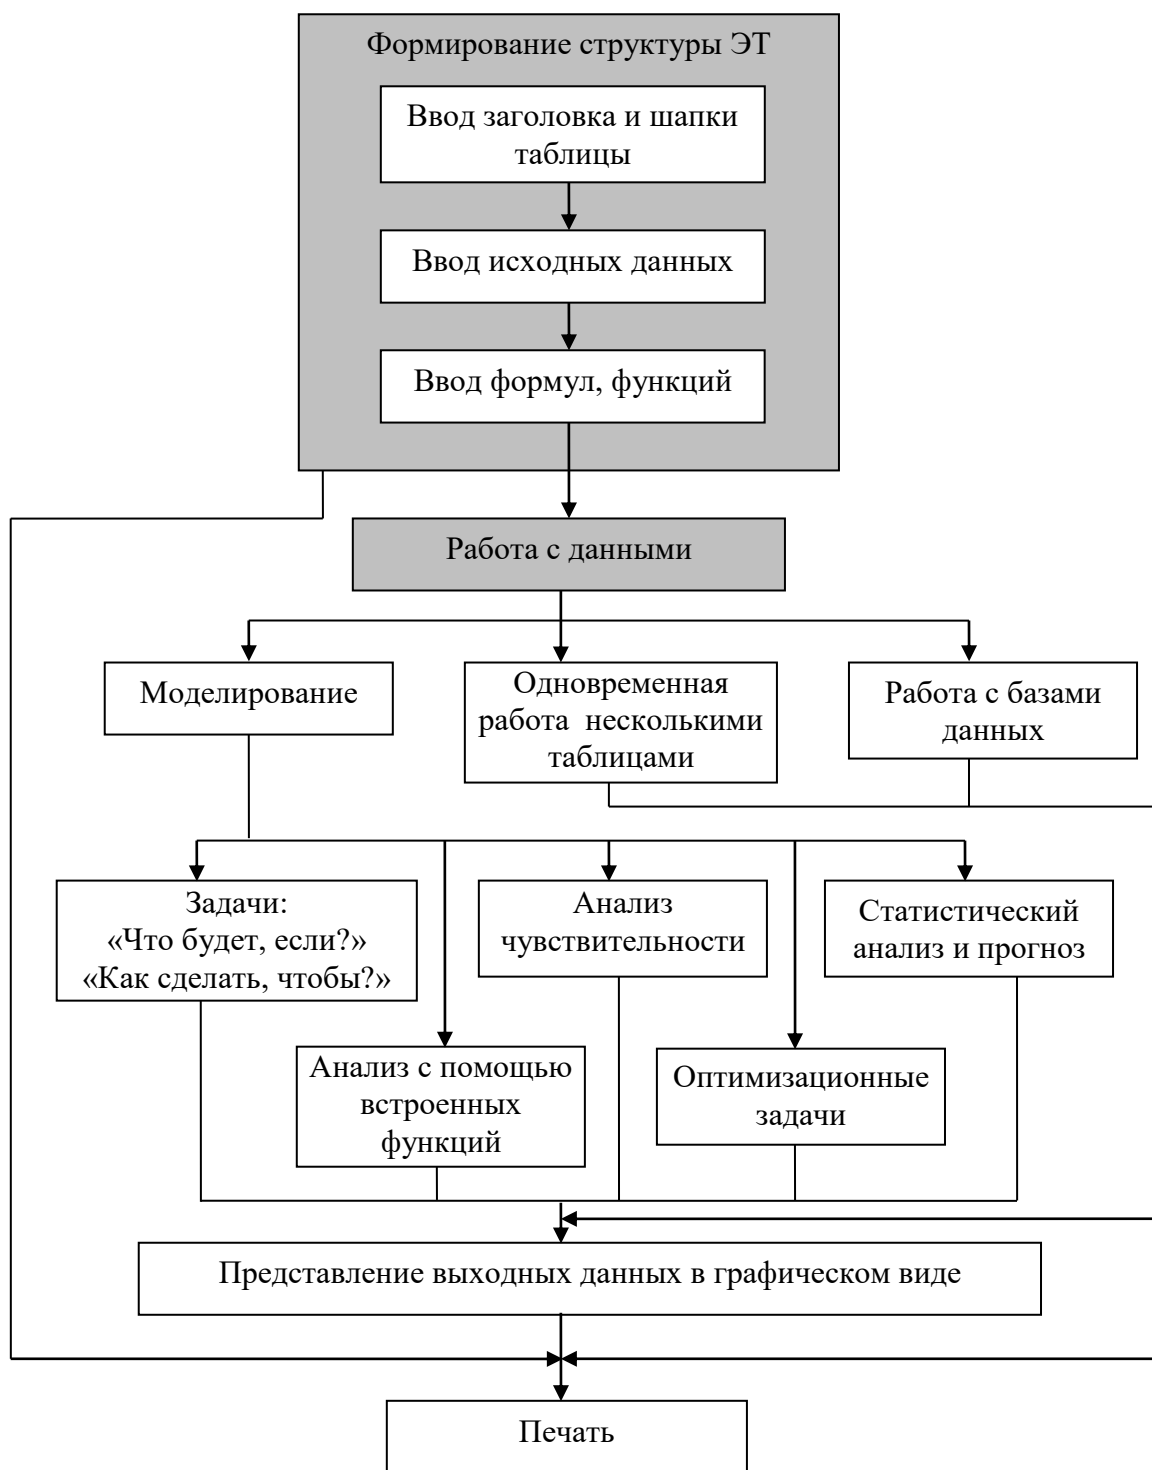 Формирование структуры ЭТ
Ввод заголовка и шапки
таблицы
Ввод исходных данных
Ввод формул, функций
Работа с данными
Моделирование
Одновременная
работа несколькими
таблицами
Работа с базами
данных
Задачи:
«Что будет, если?»
«Как сделать, чтобы?»
Анализ
чувствительности
Статистический
анализ и прогноз
Анализ с помощью
встроенных
функций
Оптимизационные
задачи
Представление выходных данных в графическом виде
Печать